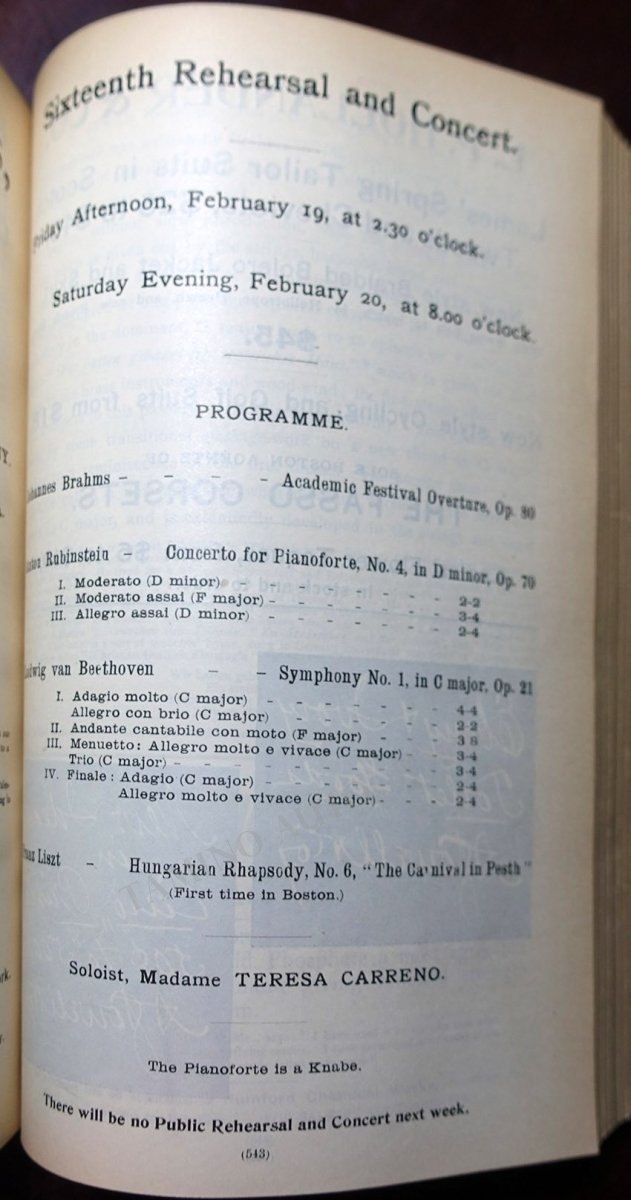 Sixteenth Rehearsal and Concert.
Friday Afternoon, February 19, at 2.30 o'clock.
Saturday Evening, February 20, at 8.00 o'clock.
PROGRAMME.
Johannes Brahms - - - - Academic Festival Overture, Op. 80
Anton Rubinstein - Concerto for Pianoforte, No. 4, in D minor, Op. 70
I. Moderato (D minor) - - - - - - 2-2
II. Moderato assai (F major) - - - - - - 3-4
III. Allegro assai (D minor) - - - - - - 2-4
Ludwig van Beethoven - - Symphony No. 1, in C major, Op. 21
I. Adagio molto (C major) - - - - - 4-4
Allegro con brio (C major) - - - - - 2-2
II. Andante cantabile con moto (F major) - - - 3 8
III. Menuetto: Allegro molto e vivace (C major) - - 3-4
Trio (C major) - - - - - - - 3-4
IV. Finale: Adagio (C major) - - - - - 2-4
Allegro molto e vivace (C major) - - - 2-4
Franz Liszt - Hungarian Rhapsody, No. 6, "The Carnival in Pesth"
(First time in Boston.)
Soloist, Madame TERESA CARRENO.
The Pianoforte is a Knabe.
There will be no Public Rehearsal and Concert next week.
(543)